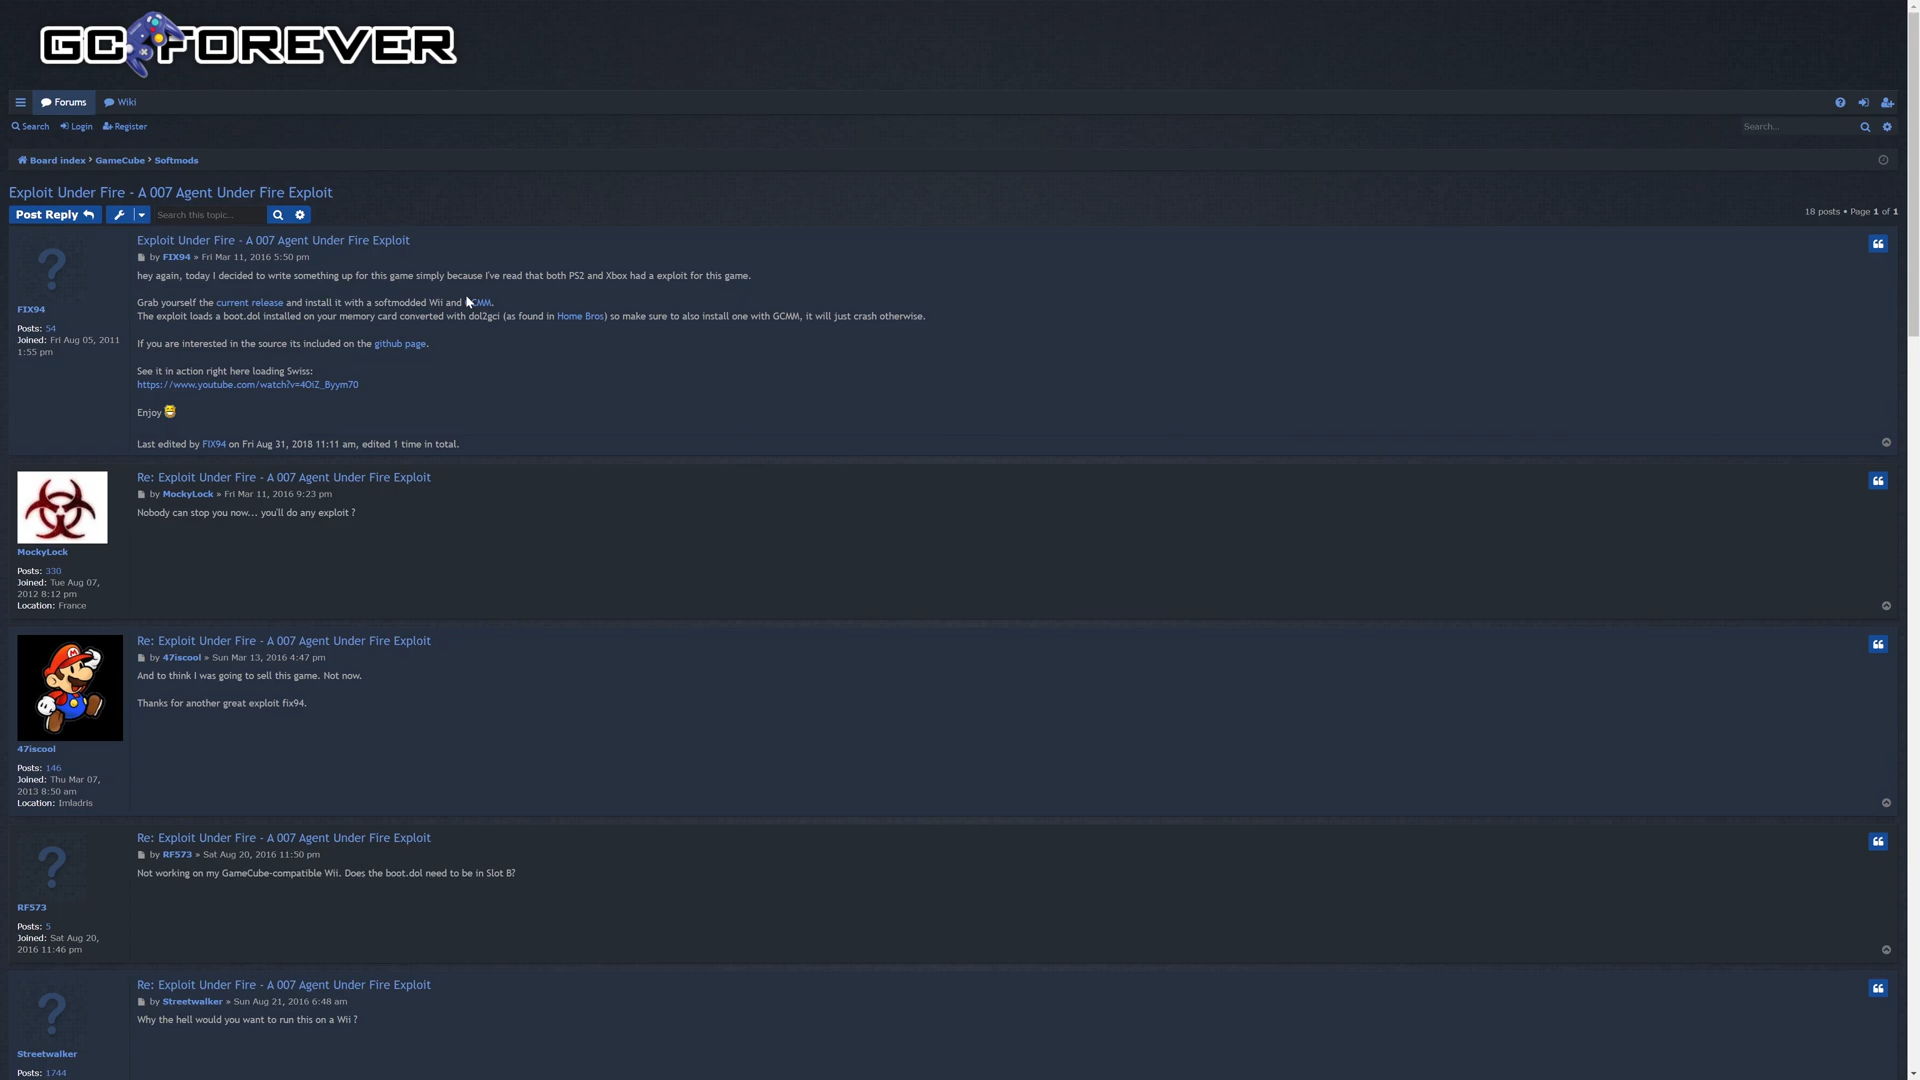 GC FOREVER
Forums
Wiki
Search
Login
Register
Search…
Board index
GameCube
Softmods
Exploit Under Fire - A 007 Agent Under Fire Exploit
Post Reply
Search this topic…
18 posts • Page 1 of 1
Exploit Under Fire - A 007 Agent Under Fire Exploit
by FIX94 » Fri Mar 11, 2016 5:50 pm
hey again, today I decided to write something up for this game simply because I've read that both PS2 and Xbox had a exploit for this game.
Grab yourself the current release and install it with a softmodded Wii and GCMM.
The exploit loads a boot.dol installed on your memory card converted with dol2gci (as found in Home Bros) so make sure to also install one with GCMM, it will just crash otherwise.
If you are interested in the source its included on the github page.
See it in action right here loading Swiss:
https://www.youtube.com/watch?v=4OiZ_Byym70
Enjoy
Last edited by FIX94 on Fri Aug 31, 2018 11:11 am, edited 1 time in total.
FIX94
Posts: 54
Joined: Fri Aug 05, 2011
1:55 pm
Re: Exploit Under Fire - A 007 Agent Under Fire Exploit
by MockyLock » Fri Mar 11, 2016 9:23 pm
Nobody can stop you now... you'll do any exploit ?
MockyLock
Posts: 330
Joined: Tue Aug 07,
2012 8:12 pm
Location: France
Re: Exploit Under Fire - A 007 Agent Under Fire Exploit
by 47iscool » Sun Mar 13, 2016 4:47 pm
And to think I was going to sell this game. Not now.
Thanks for another great exploit fix94.
47iscool
Posts: 146
Joined: Thu Mar 07,
2013 8:50 am
Location: Imladris
Re: Exploit Under Fire - A 007 Agent Under Fire Exploit
by RF573 » Sat Aug 20, 2016 11:50 pm
Not working on my GameCube-compatible Wii. Does the boot.dol need to be in Slot B?
RF573
Posts: 5
Joined: Sat Aug 20,
2016 11:46 pm
Re: Exploit Under Fire - A 007 Agent Under Fire Exploit
by Streetwalker » Sun Aug 21, 2016 6:48 am
Why the hell would you want to run this on a Wii ?
Streetwalker
Posts: 1744